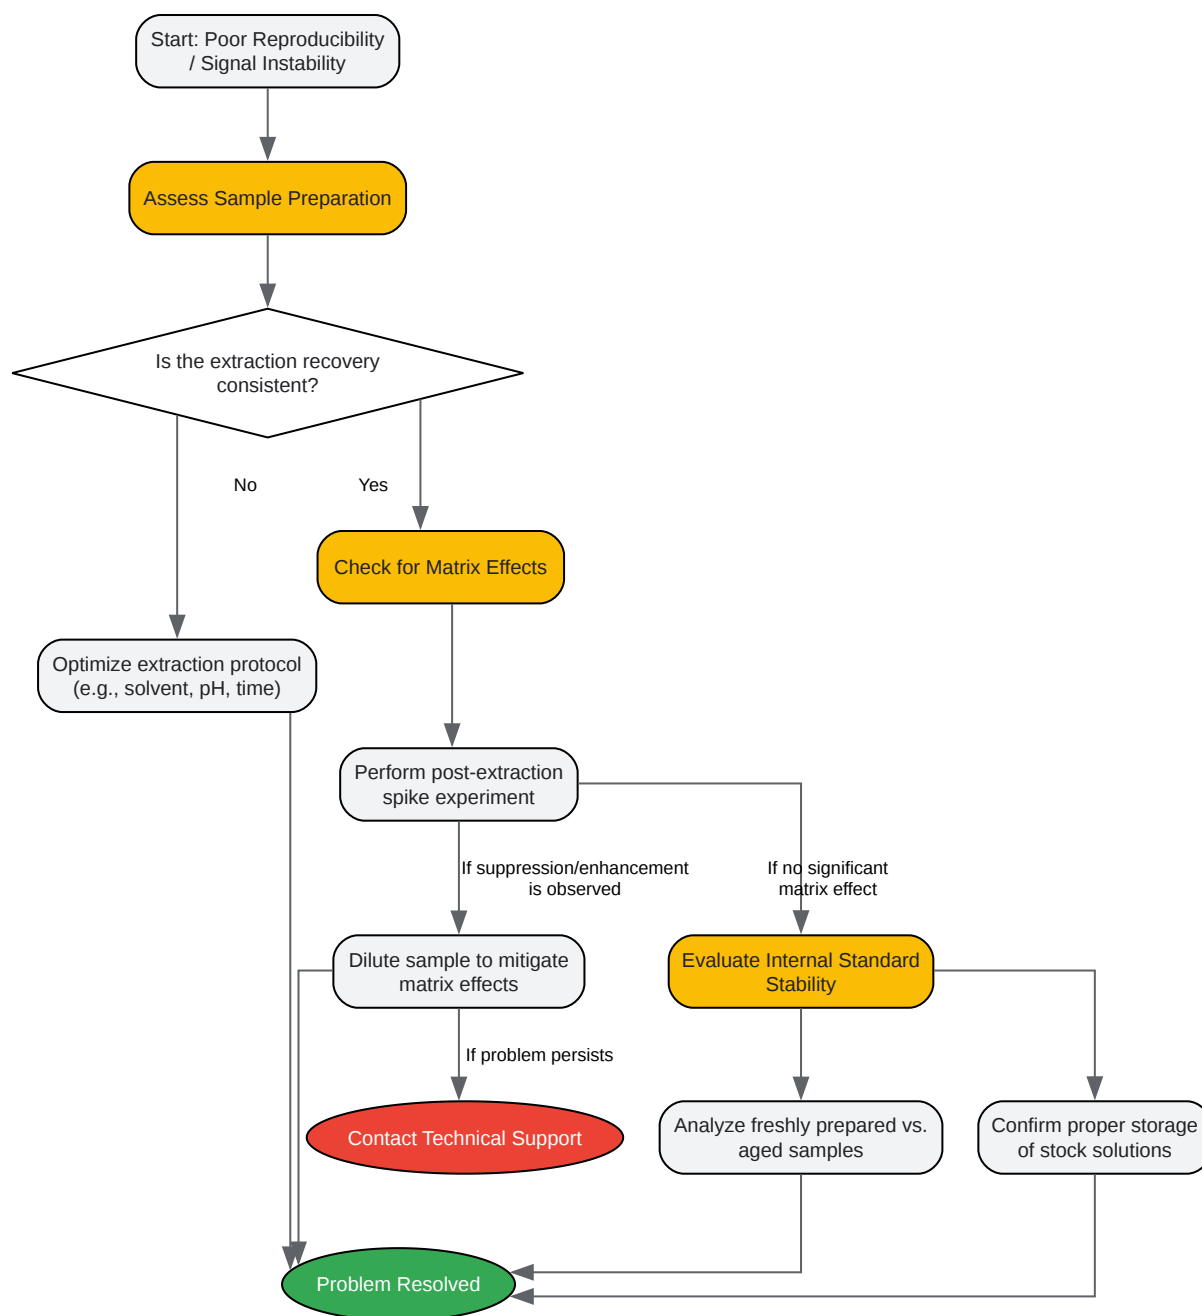 Start: Poor Reproducibility
/ Signal Instability
Assess Sample Preparation
Is the extraction recovery
consistent?
No
Yes
Check for Matrix Effects
Optimize extraction protocol
(e.g., solvent, pH, time)
Perform post-extraction
spike experiment
If suppression/enhancement
is observed
If no significant
matrix effect
Dilute sample to mitigate
matrix effects
Evaluate Internal Standard
Stability
If problem persists
Contact Technical Support
Analyze freshly prepared vs.
aged samples
Confirm proper storage
of stock solutions
Problem Resolved